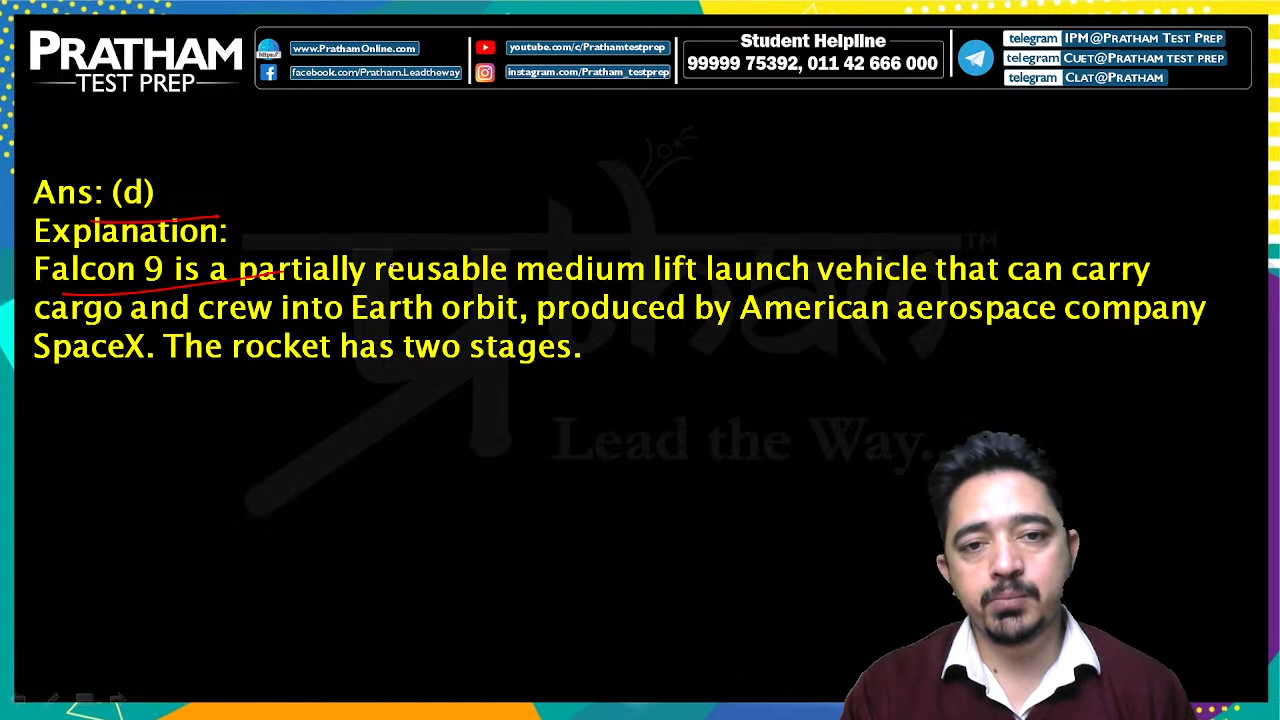 PRATHAM
TEST PREP
https://
www.PrathamOnline.com
facebook.com/Pratham.Leadtheway
youtube.com/c/Prathamtestprep
instagram.com/Pratham_testprep
Student Helpline
99999 75392, 011 42 666 000
telegram IPM@PRATHAM TEST PREP
telegram CUET@PRATHAM TEST PREP
telegram CLAT@PRATHAM
Ans: (d)
Explanation:
Falcon 9 is a partially reusable medium lift launch vehicle that can carry
cargo and crew into Earth orbit, produced by American aerospace company
SpaceX. The rocket has two stages.
प्रथम
TM
Lead the Way.